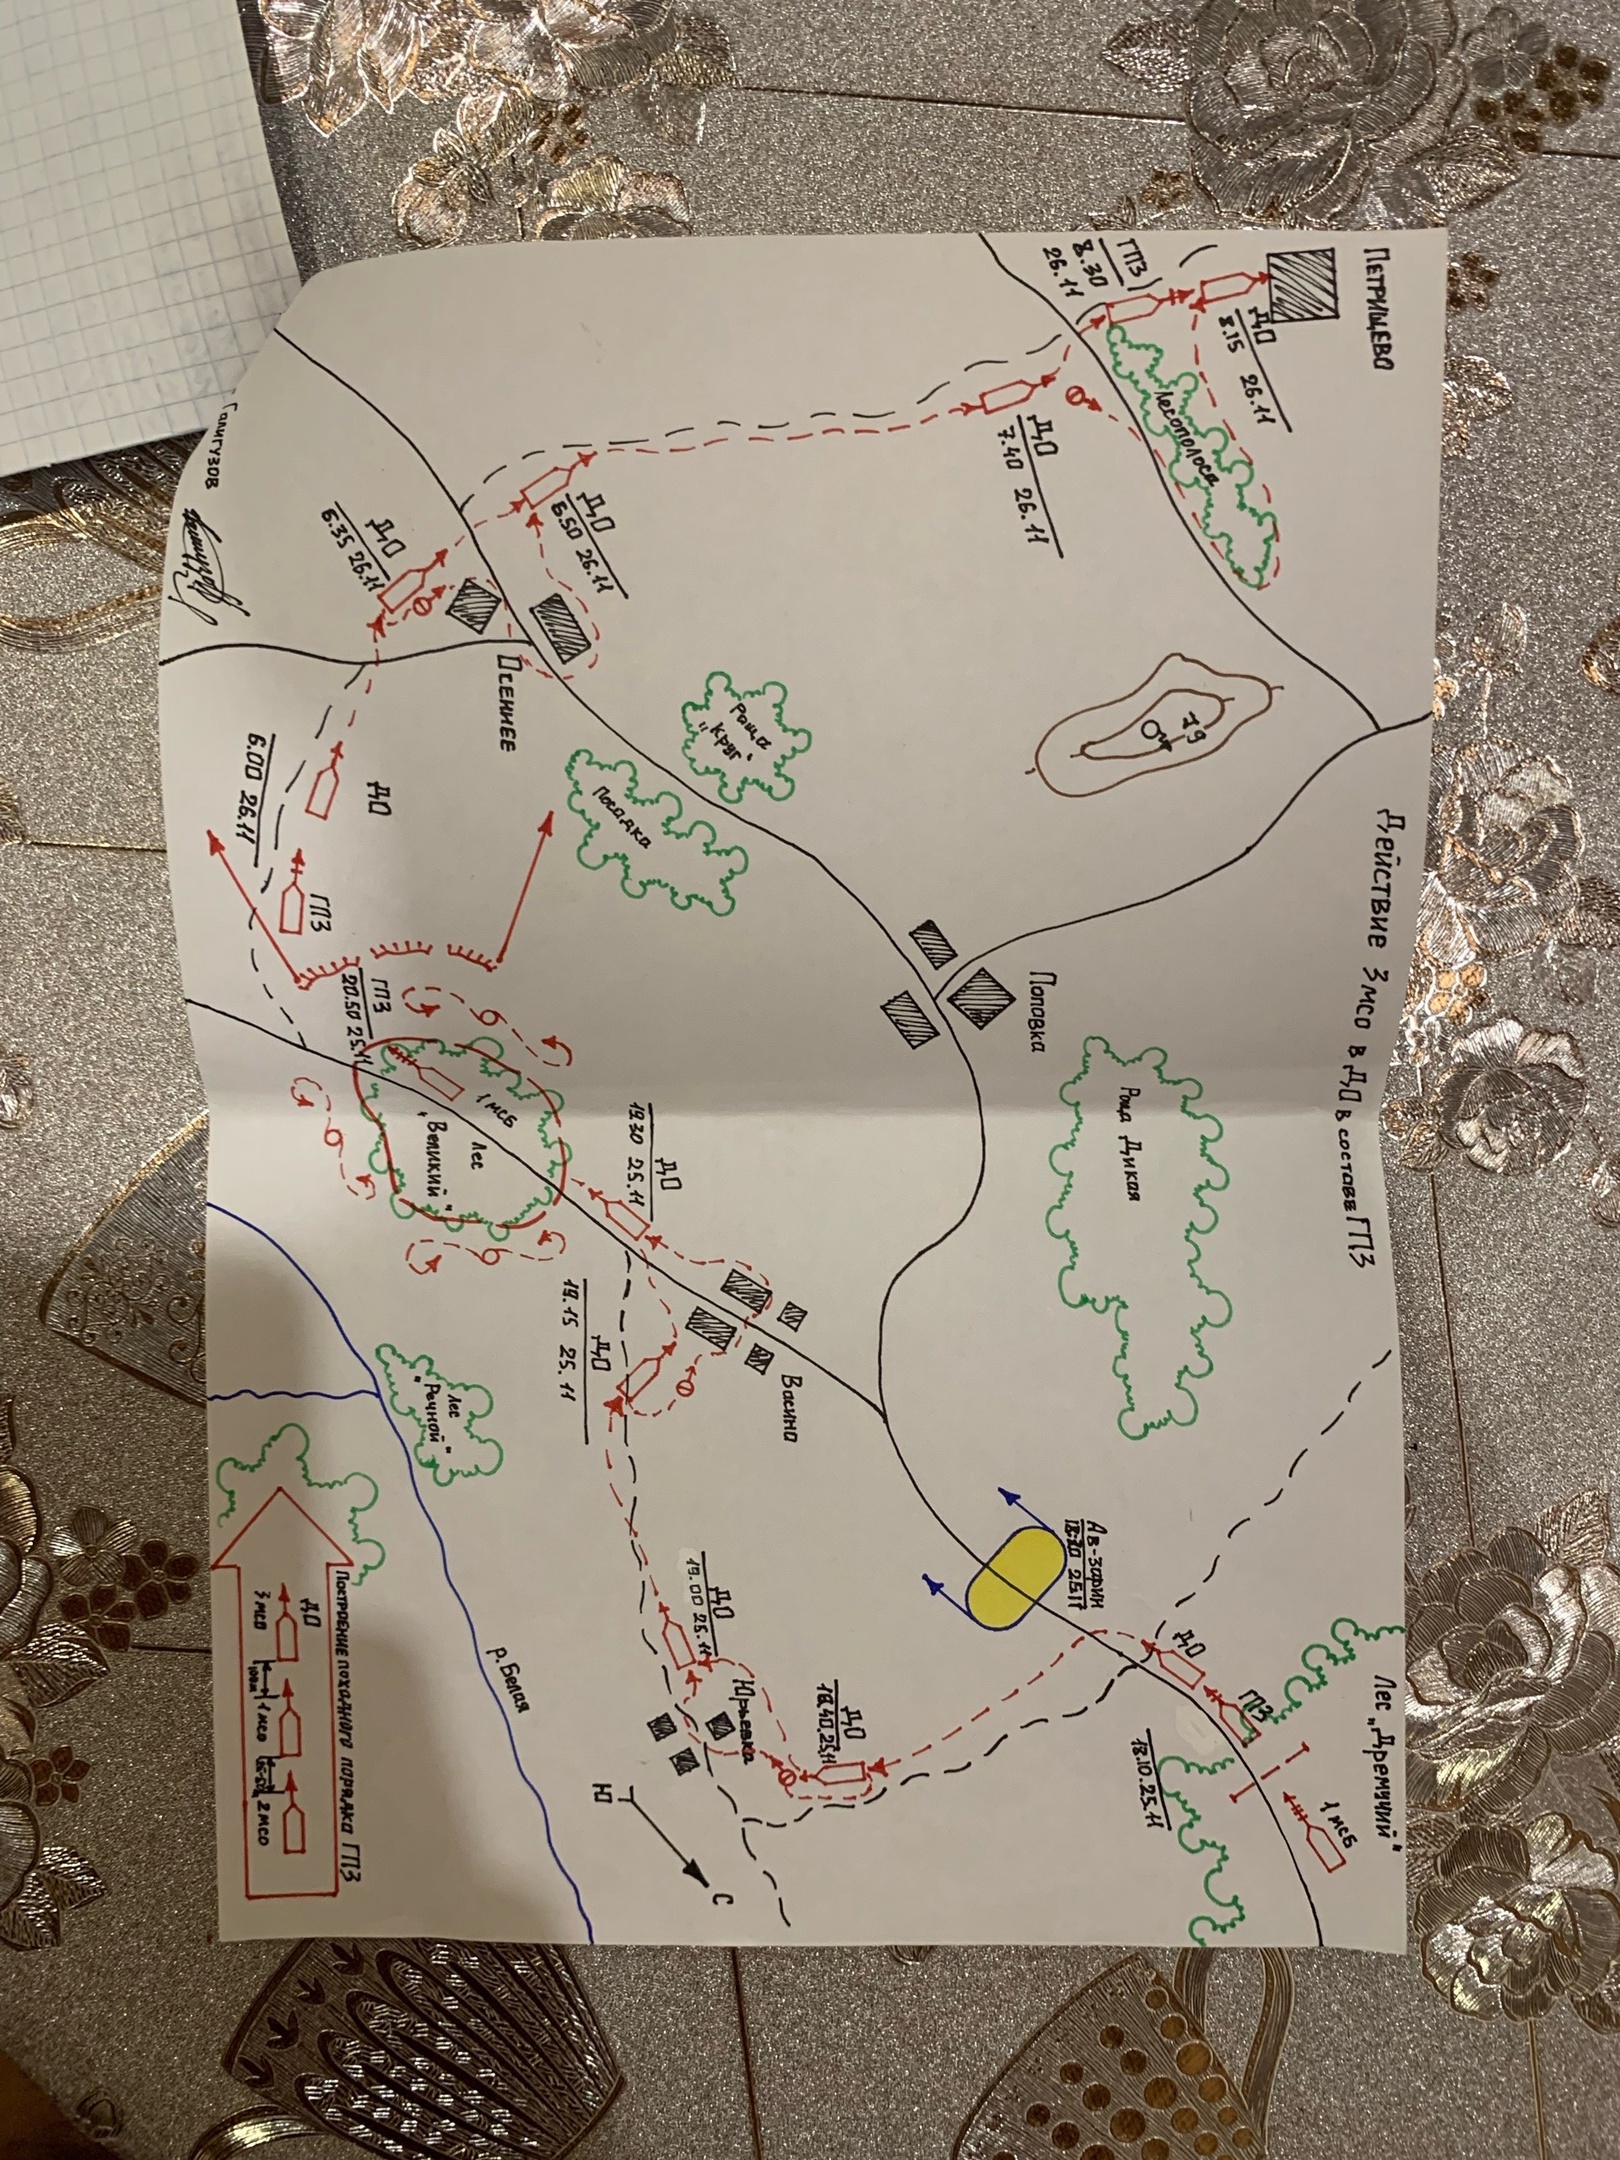 Действие 3 мсо в ДО в составе ГПЗ
ПЕТРИЩЕВО
ДО
8.15 26.11
Лесополоса
ГПЗ
8.30
26.11
ДО
7.40 26.11
79
Роща Дикая
Поповка
Лес „Дремучий"
1 мсб
ГПЗ
ДО
18.10.25.11
Ав-зарин
25.11
ДО
18.40.25.11
Васино
Юрьевка
ДО
19.00 25.11
С
Ю
Роща
„Круг"
Посадка
ДО
19.30 25.11
ДО
19.15 25.11
ДО
6.50 26.11
Осеннее
ДО
6.35 26.11
ДО
ГПЗ
6.00 26.11
ГПЗ
20.50 25.11
1 мсб
Лес
„Великий"
Лес
„Речной"
р. Белая
Построение походного порядка ГПЗ
ДО
3 мсо 100м 1 мсо 25-50 2 мсо
Галигузов